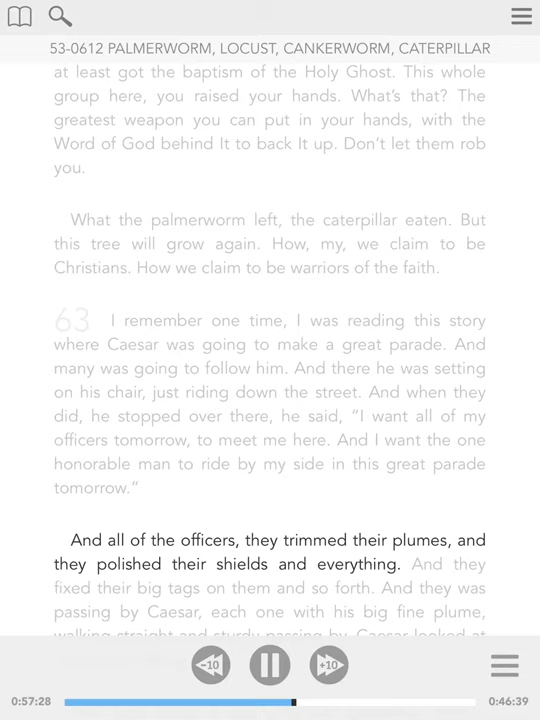 53-0612 PALMERWORM, LOCUST, CANKERWORM, CATERPILLAR
at least got the baptism of the Holy Ghost. This whole
group here, you raised your hands. What's that? The
greatest weapon you can put in your hands, with the
Word of God behind It to back It up. Don't let them rob
you.
What the palmerworm left, the caterpillar eaten. But
this tree will grow again. How, my, we claim to be
Christians. How we claim to be warriors of the faith.
63 I remember one time, I was reading this story
where Caesar was going to make a great parade. And
many was going to follow him. And there he was setting
on his chair, just riding down the street. And when they
did, he stopped over there, he said, “I want all of my
officers tomorrow, to meet me here. And I want the one
honorable man to ride by my side in this great parade
tomorrow.”
And all of the officers, they trimmed their plumes, and
they polished their shields and everything. And they
fixed their big tags on them and so forth. And they was
passing by Caesar, each one with his big fine plume,
walking straight and sturdy passing by. Caesar looked at
-10
+10
0:57:28
0:46:39